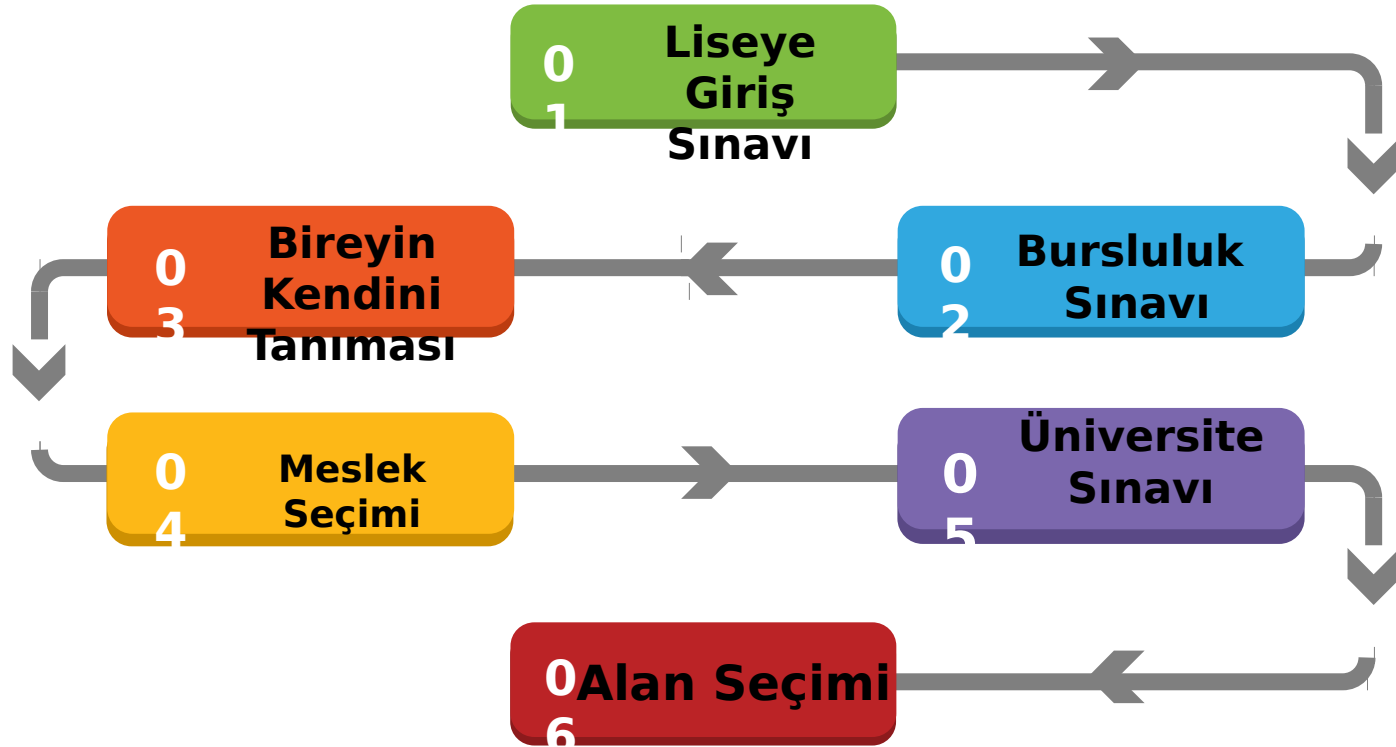 01
Liseye
Giriş
Sınavı
02
Bursluluk
Sınavı
03
Bireyin
Kendini
Tanıması
04
Meslek
Seçimi
05
Üniversite
Sınavı
06
Alan Seçimi